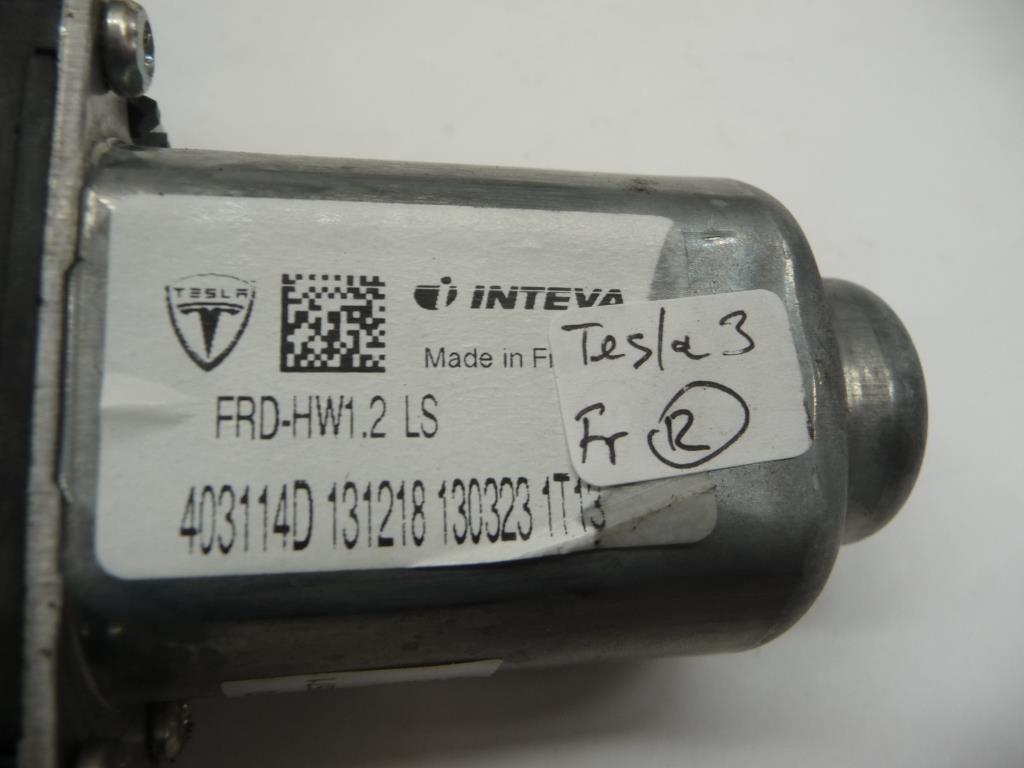 TESLA
INTEVA
Made in Fr
FRD-HW1.2 LS
403114D 131218 130323 1T13
Tesla 3
Fr R